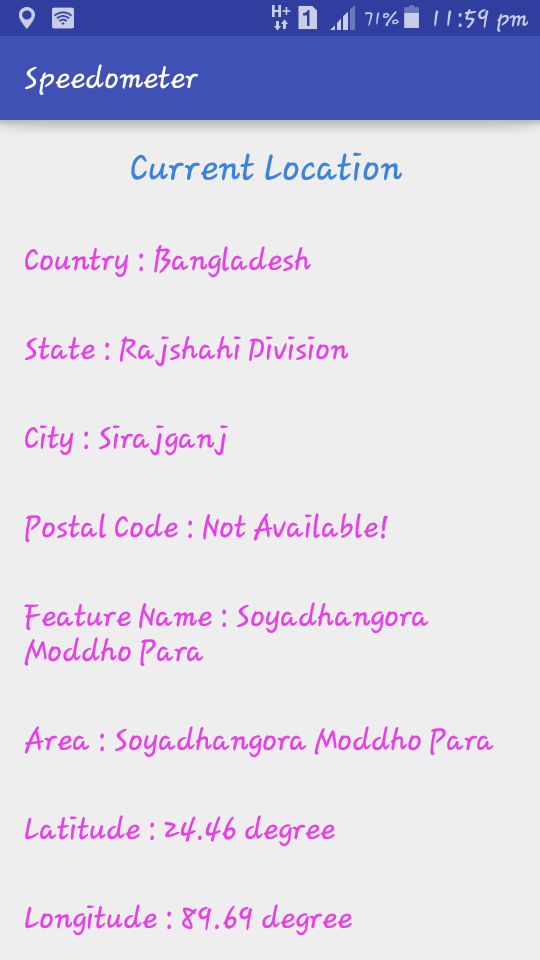 H+ 1 71% 11:59 pm
Speedometer
Current Location
Country : Bangladesh
State : Rajshahi Division
City : Sirajganj
Postal Code : Not Available!
Feature Name : Soyadhangora
Moddho Para
Area : Soyadhangora Moddho Para
Latitude : 24.46 degree
Longitude : 89.69 degree